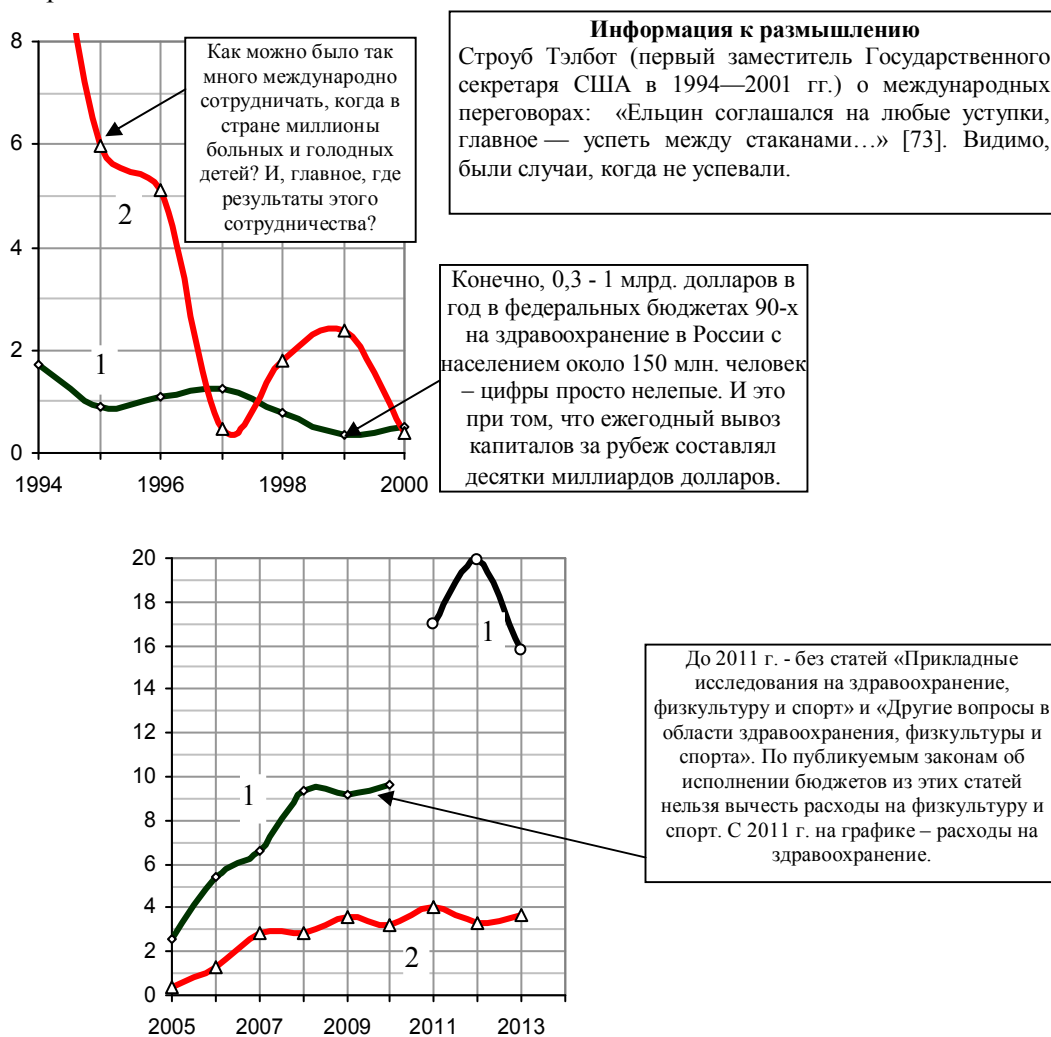 Как можно было так
много международно
сотрудничать, когда в
стране миллионы
больных и голодных
детей? И, главное, где
результаты этого
сотрудничества?
Информация к размышлению
Строуб Тэлбот (первый заместитель Государственного
секретаря США в 1994—2001 гг.) о международных
переговорах: «Ельцин соглашался на любые уступки,
главное — успеть между стаканами…» [73]. Видимо,
были случаи, когда не успевали.
8
6
4
2
0
2
1
1994 1996 1998 2000
Конечно, 0,3 - 1 млрд. долларов в
год в федеральных бюджетах 90-х
на здравоохранение в России с
населением около 150 млн. человек
– цифры просто нелепые. И это
при том, что ежегодный вывоз
капиталов за рубеж составлял
десятки миллиардов долларов.
20
18
16
14
12
10
8
6
4
2
0
1
1
2
2005 2007 2009 2011 2013
До 2011 г. - без статей «Прикладные
исследования на здравоохранение,
физкультуру и спорт» и «Другие вопросы в
области здравоохранения, физкультуры и
спорта». По публикуемым законам об
исполнении бюджетов из этих статей
нельзя вычесть расходы на физкультуру и
спорт. С 2011 г. на графике – расходы на
здравоохранение.